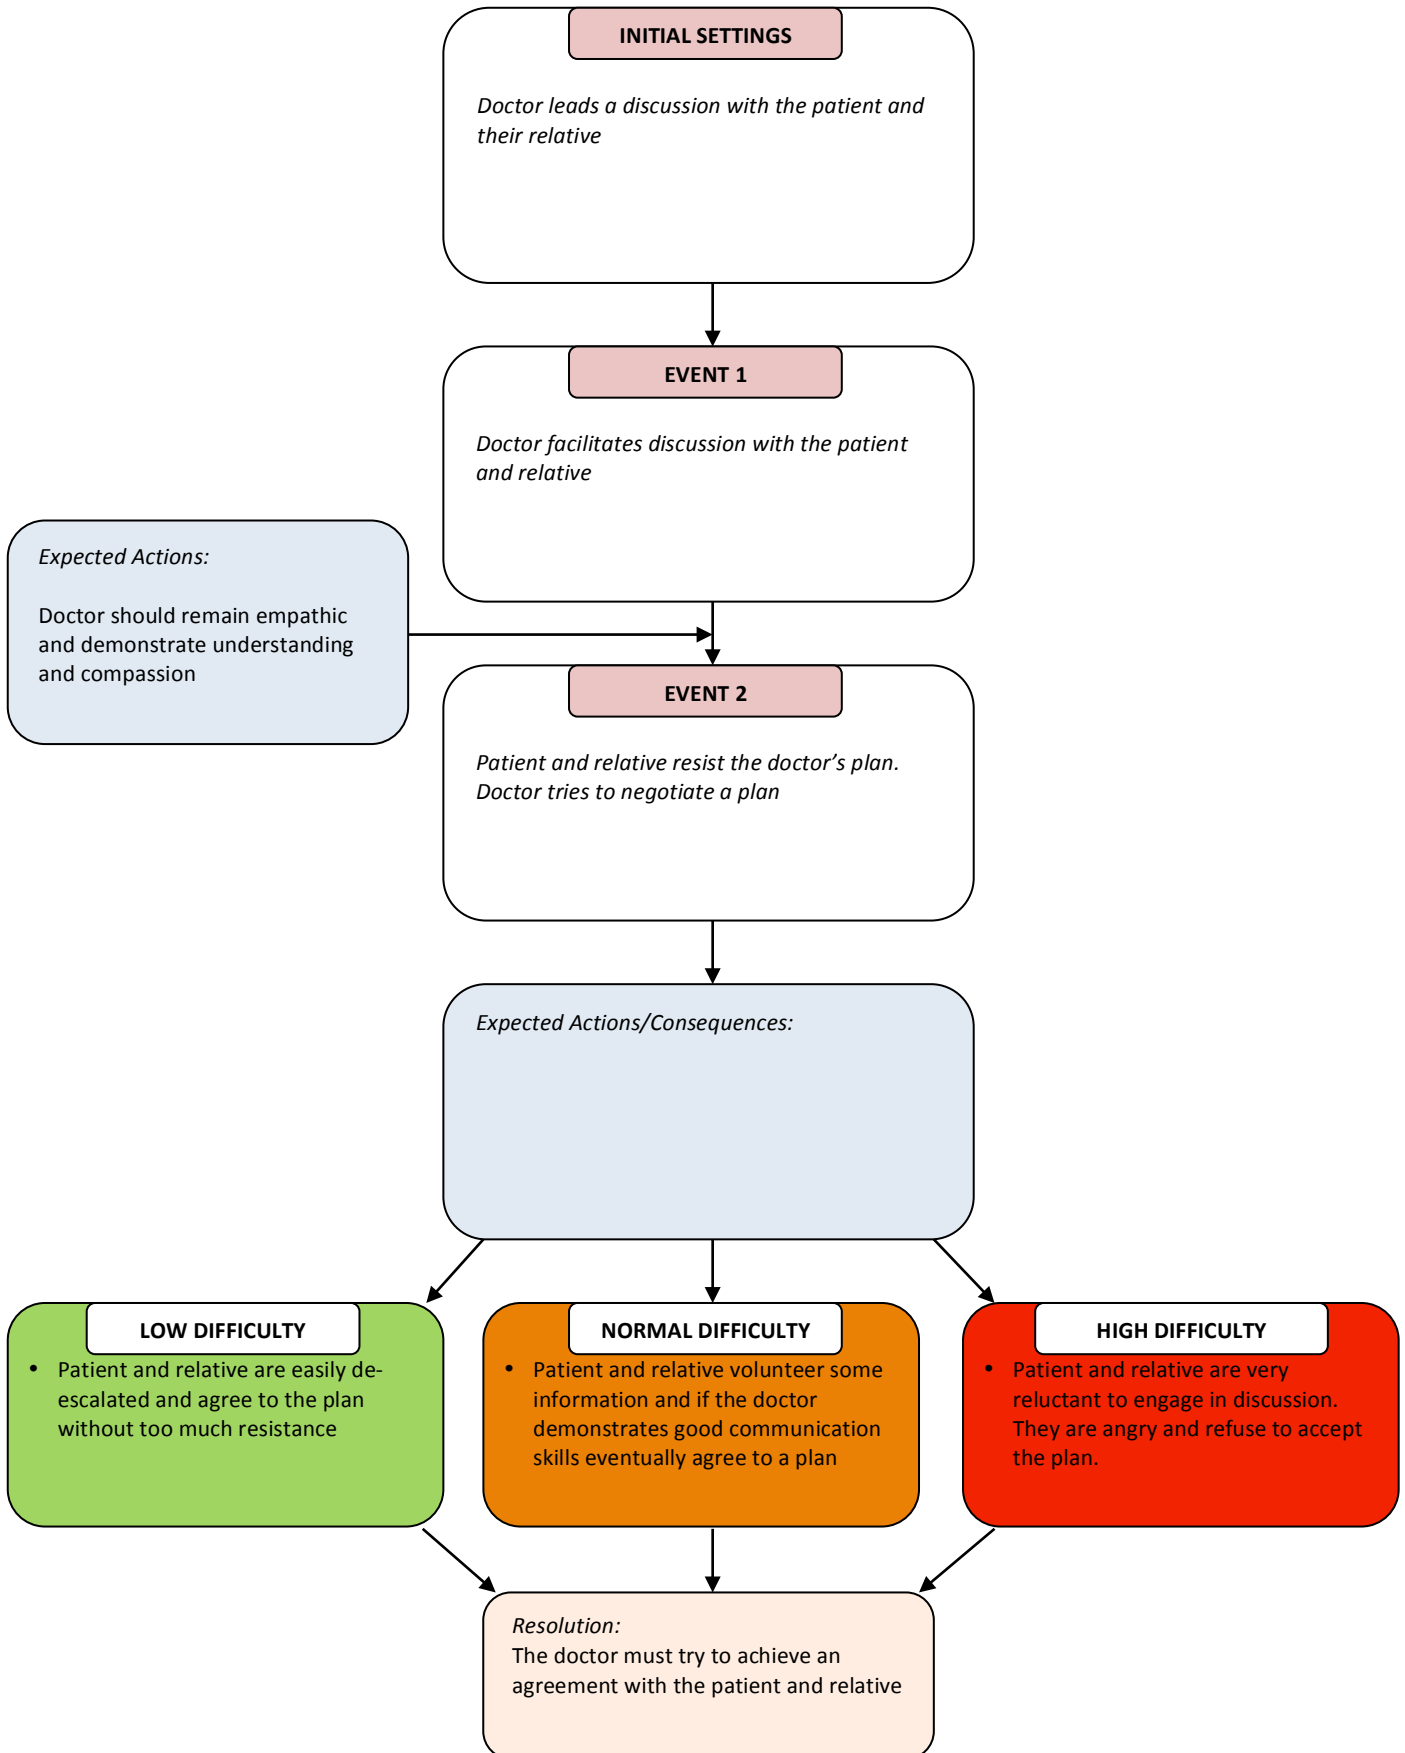 INITIAL SETTINGS
Doctor leads a discussion with the patient and
their relative
EVENT 1
Doctor facilitates discussion with the patient
and relative
Expected Actions:
Doctor should remain empathic
and demonstrate understanding
and compassion
EVENT 2
Patient and relative resist the doctor’s plan.
Doctor tries to negotiate a plan
Expected Actions/Consequences:
LOW DIFFICULTY
• Patient and relative are easily de-
escalated and agree to the plan
without too much resistance
NORMAL DIFFICULTY
• Patient and relative volunteer some
information and if the doctor
demonstrates good communication
skills eventually agree to a plan
HIGH DIFFICULTY
• Patient and relative are very
reluctant to engage in discussion.
They are angry and refuse to accept
the plan.
Resolution:
The doctor must try to achieve an
agreement with the patient and relative